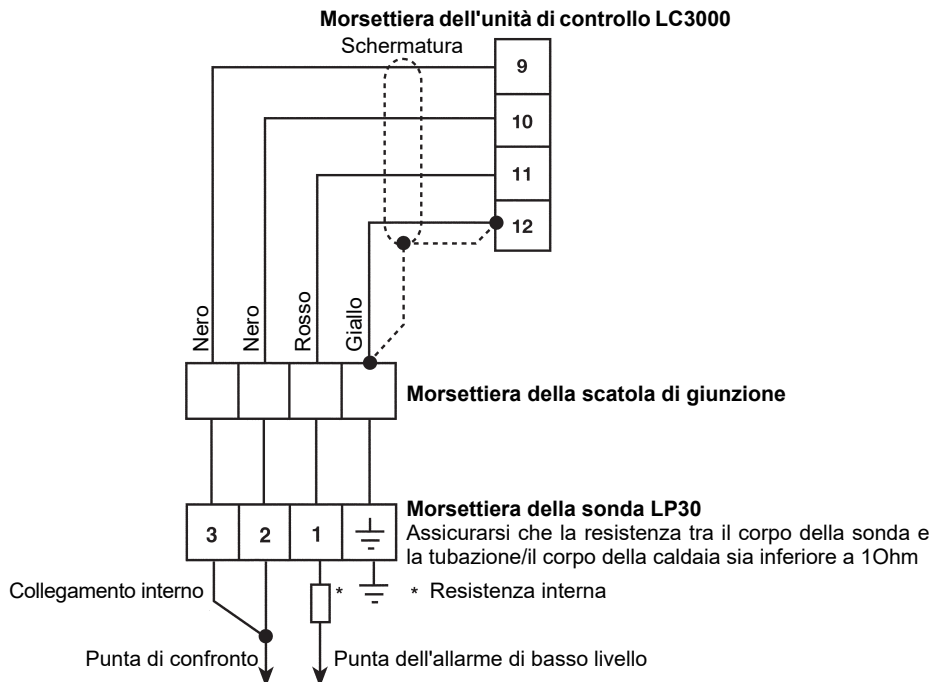 Morsettiera dell'unità di controllo LC3000
Schermatura
9
10
11
12
Nero
Nero
Rosso
Giallo
Morsettiera della scatola di giunzione
Morsettiera della sonda LP30
3
2
1
Assicurarsi che la resistenza tra il corpo della sonda e
la tubazione/il corpo della caldaia sia inferiore a 1Ohm
Collegamento interno
*
* Resistenza interna
Punta di confronto
Punta dell'allarme di basso livello